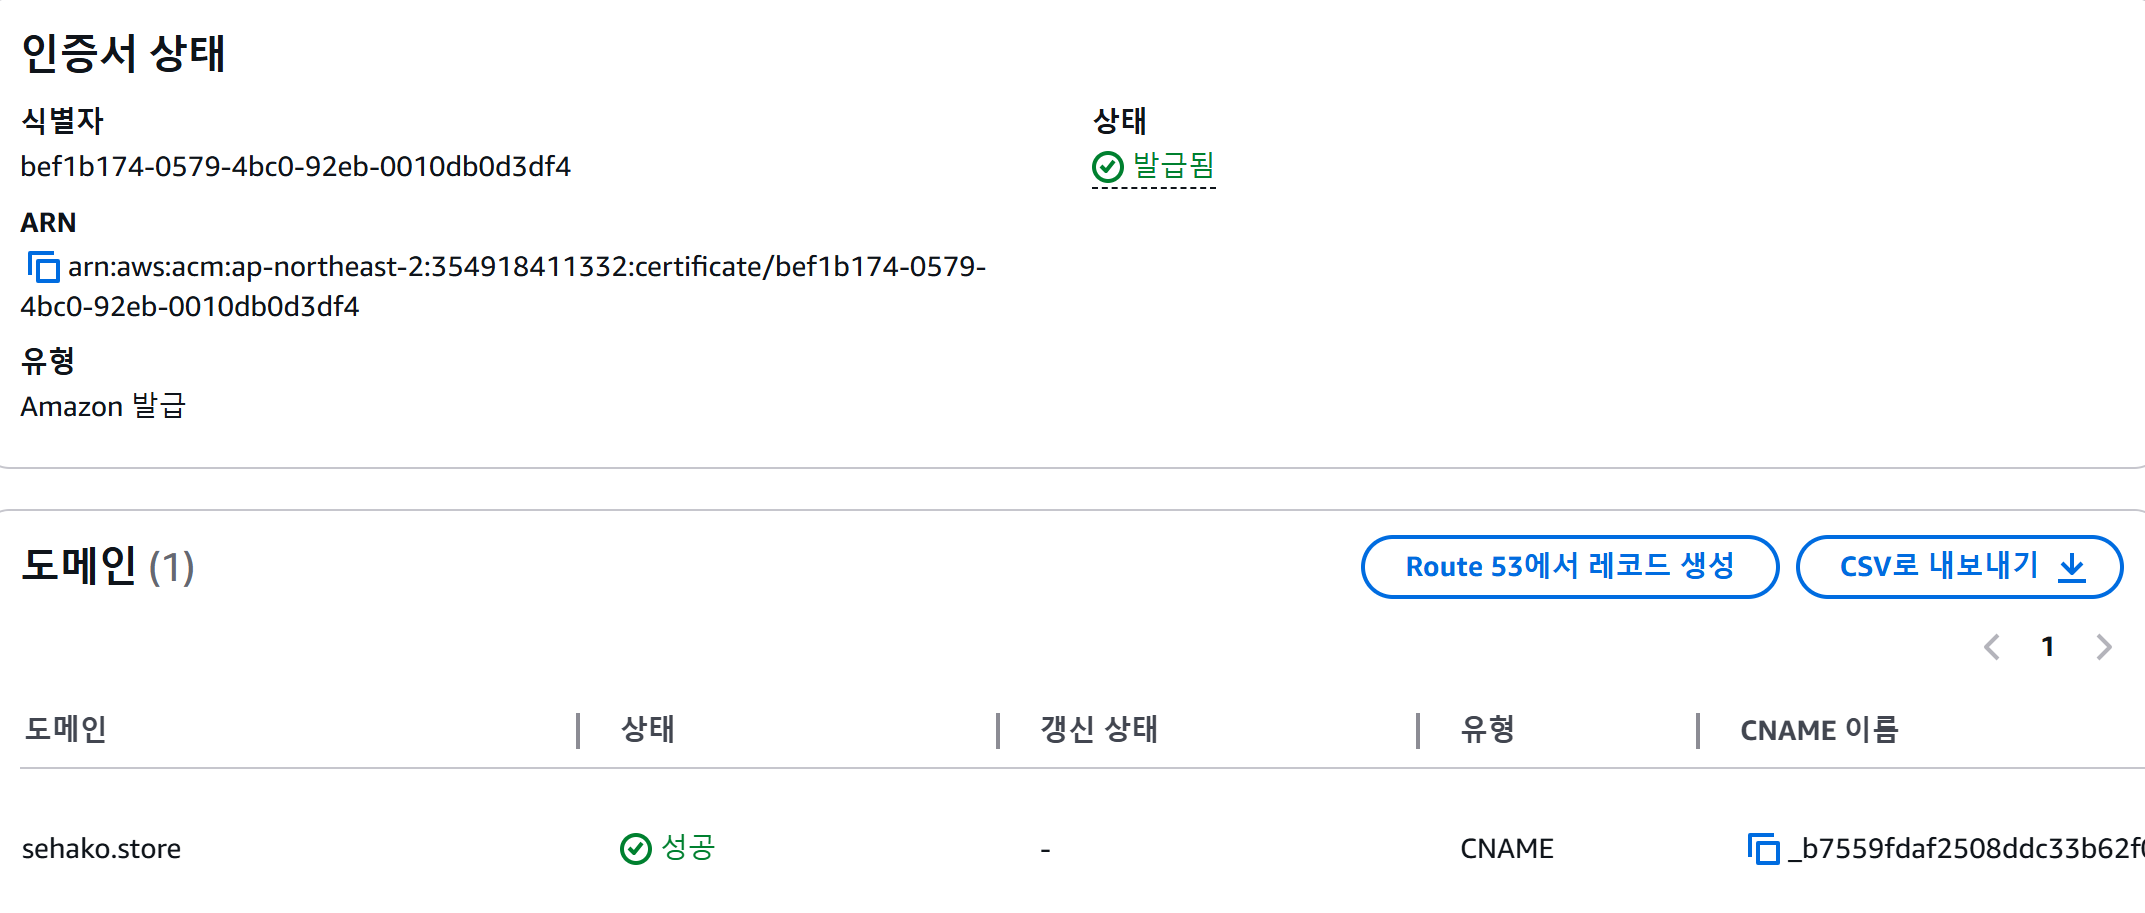 인증서 상태
식별자
bef1b174-0579-4bc0-92eb-0010db0d3df4
상태
발급됨
ARN
arn:aws:acm:ap-northeast-2:354918411332:certificate/bef1b174-0579-
4bc0-92eb-0010db0d3df4
유형
Amazon 발급
도메인 (1)
Route 53에서 레코드 생성
CSV로 내보내기
1
도메인 상태 갱신 상태 유형 CNAME 이름
sehako.store 성공 - CNAME _b7559fdaf2508ddc33b62f